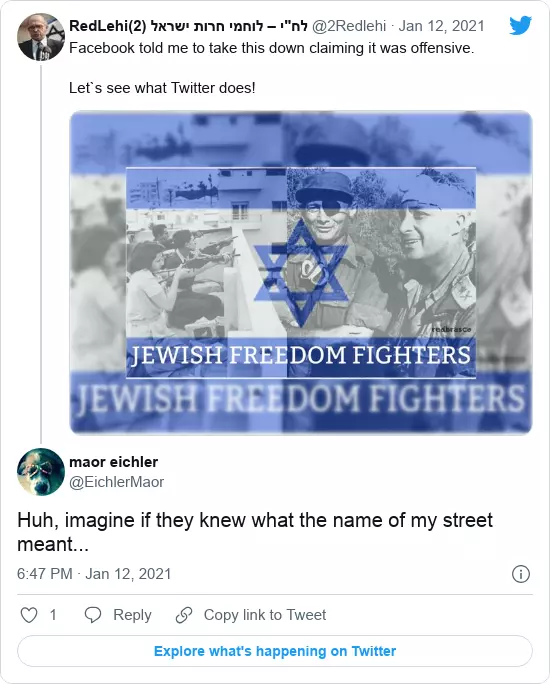 RedLehi(2) לח"י – לוחמי חרות ישראל @2Redlehi · Jan 12, 2021
Facebook told me to take this down claiming it was offensive.
Let`s see what Twitter does!
redbrasco
JEWISH FREEDOM FIGHTERS
JEWISH FREEDOM FIGHTERS
maor eichler
@EichlerMaor
Huh, imagine if they knew what the name of my street
meant...
6:47 PM · Jan 12, 2021
1 Reply Copy link to Tweet
Explore what's happening on Twitter